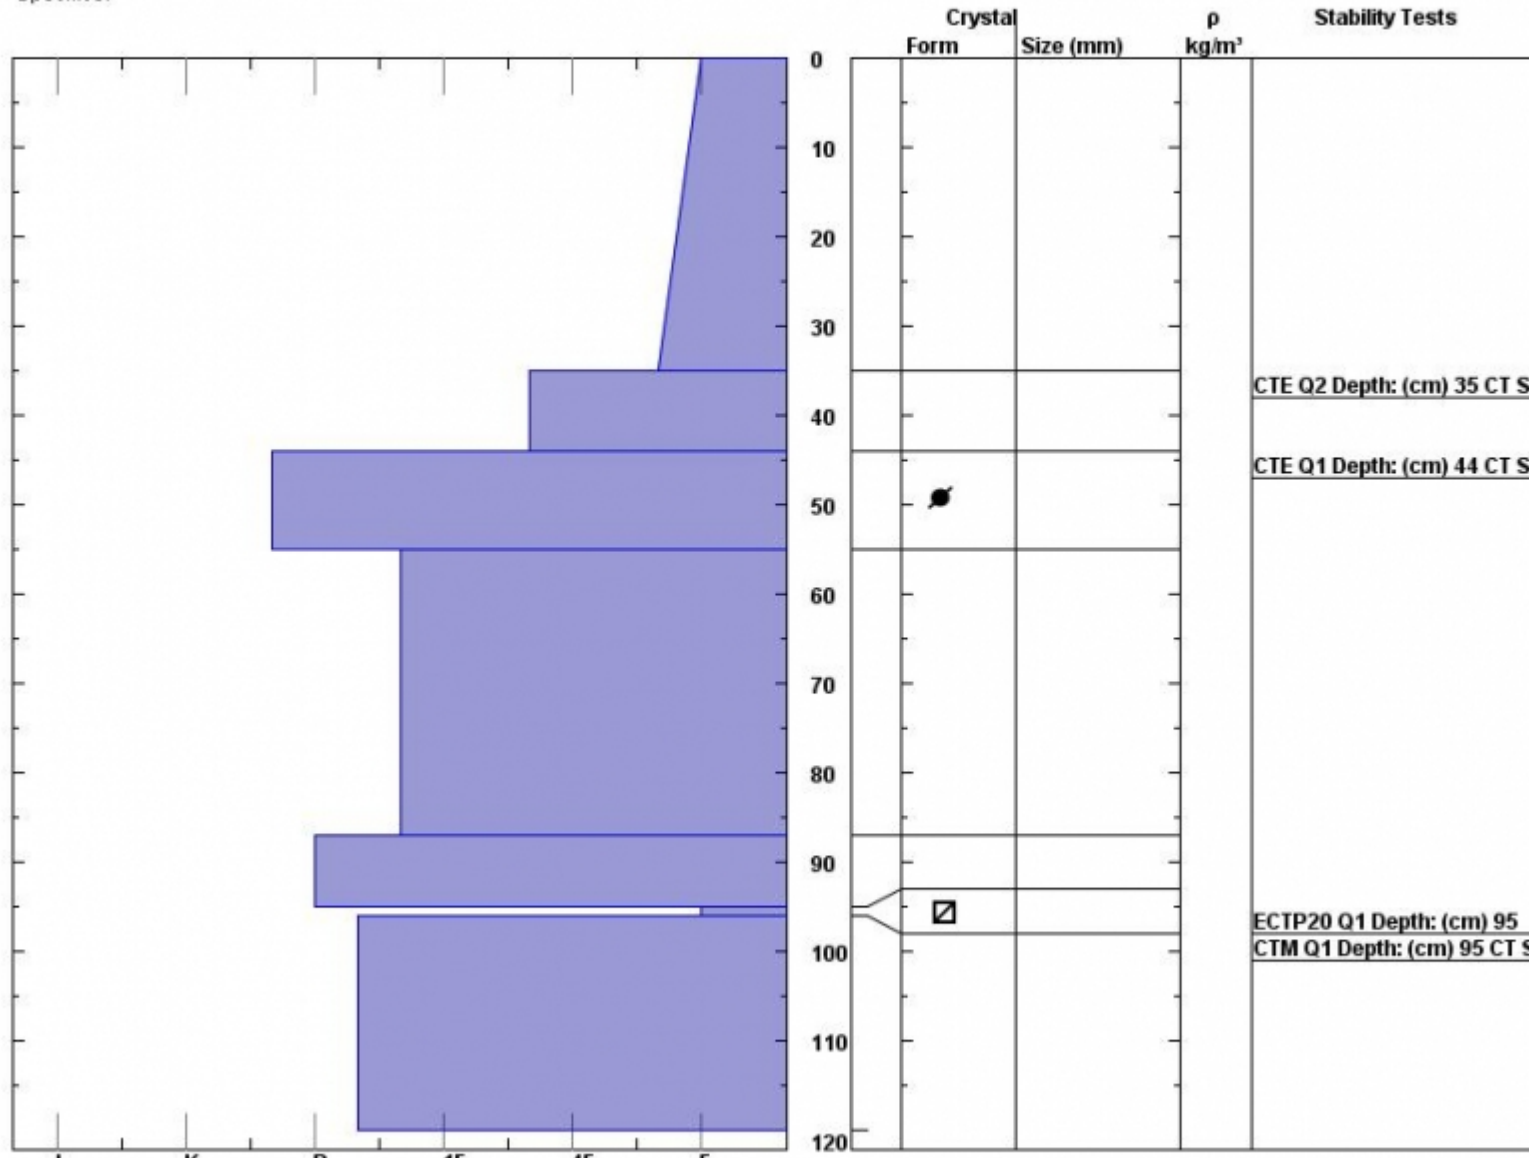 Crystal ρ Stability Tests
Form Size (mm) kg/m³
0
10
20
30
CTE Q2 Depth: (cm) 35 CT S
40
CTE Q1 Depth: (cm) 44 CT S
50
60
70
80
90
ECTP20 Q1 Depth: (cm) 95
100 CTM Q1 Depth: (cm) 95 CT S
110
120